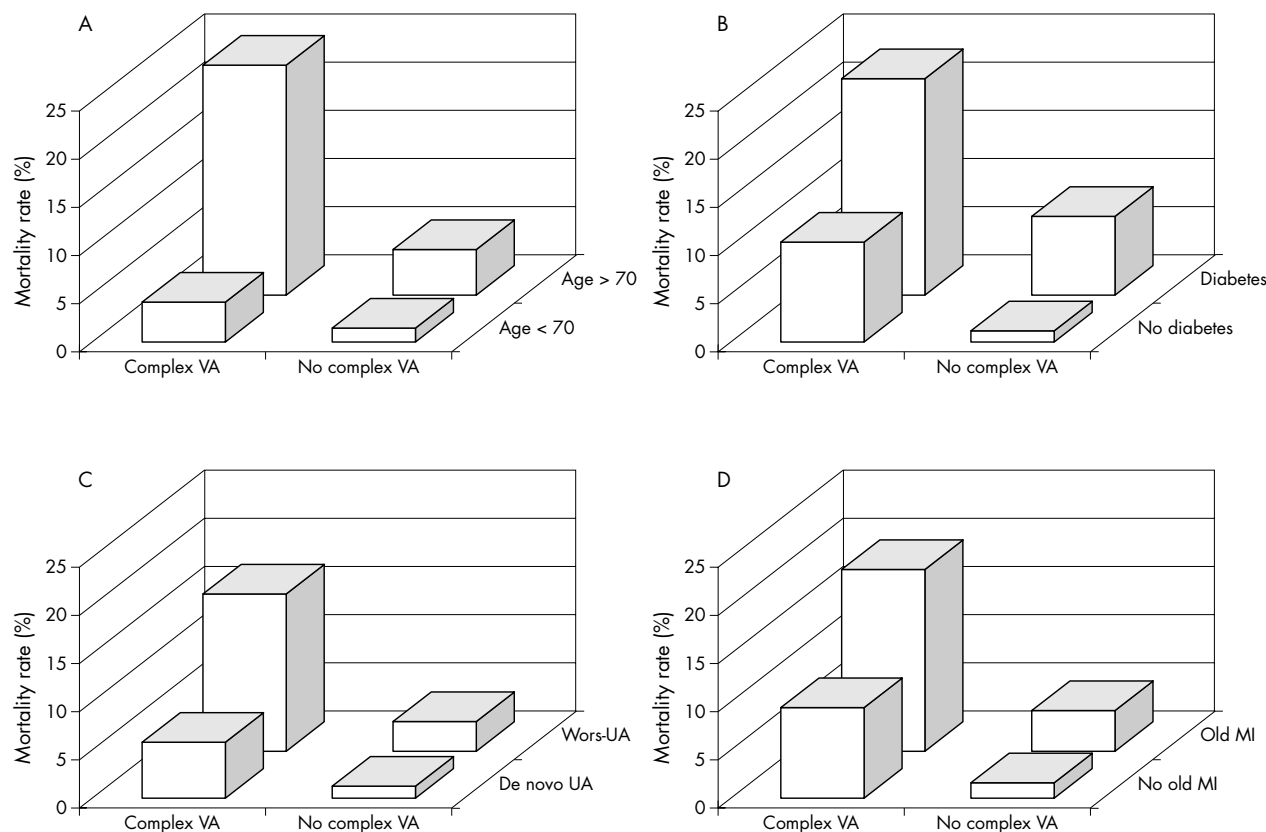 A
Mortality rate (%)
25
20
15
10
5
0
Complex VA
No complex VA
Age > 70
Age < 70
B
Mortality rate (%)
25
20
15
10
5
0
Complex VA
No complex VA
Diabetes
No diabetes
C
Mortality rate (%)
25
20
15
10
5
0
Complex VA
No complex VA
Wors-UA
De novo UA
D
Mortality rate (%)
25
20
15
10
5
0
Complex VA
No complex VA
Old MI
No old MI